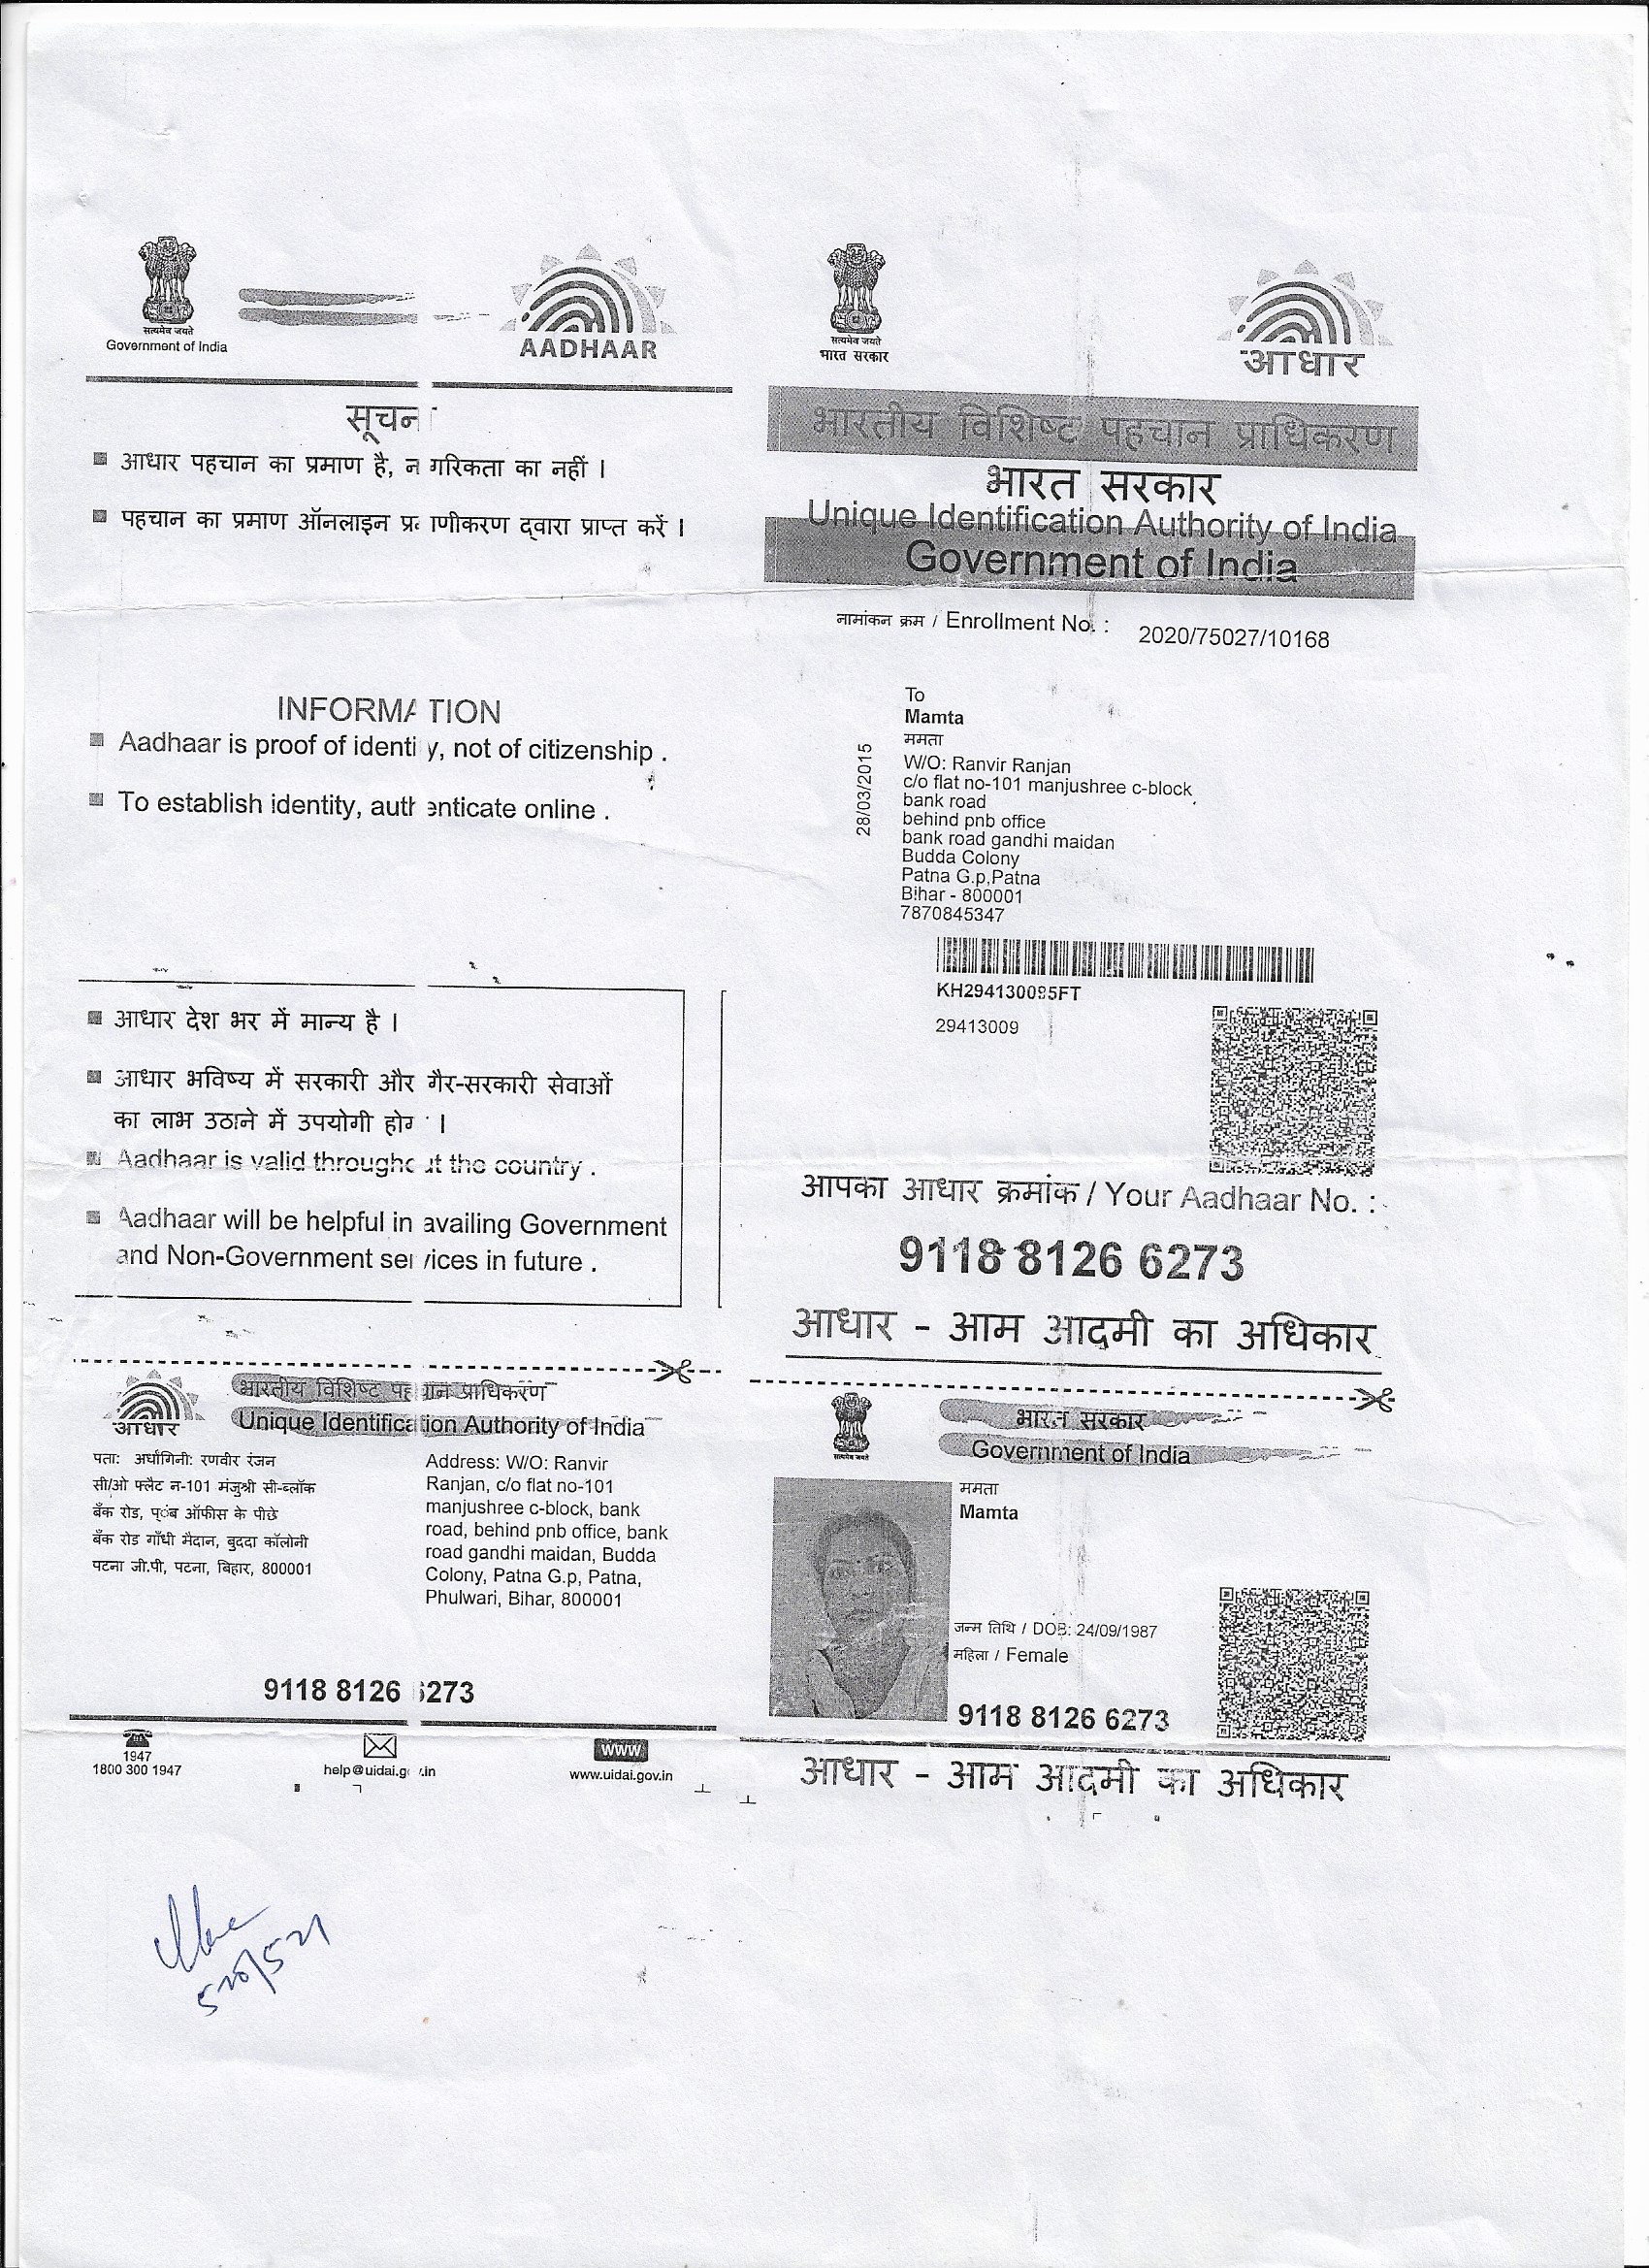 सत्यमेव जयते
Government of India
AADHAAR
सूचन
आधार पहचान का प्रमाण है, न गरिकता का नहीं ।
पहचान का प्रमाण ऑनलाइन प्र णीकरण द्वारा प्राप्त करें ।
INFORMA TION
Aadhaar is proof of identi y, not of citizenship .
To establish identity, auth enticate online .
आधार देश भर में मान्य है ।
आधार भविष्य में सरकारी और गैर-सरकारी सेवाओं
का लाभ उठाने में उपयोगी होग ।
Aadhaar is valid througho ut the country .
Aadhaar will be helpful in availing Government
and Non-Government ser vices in future .
सत्यमेव जयते
भारत सरकार
आधार
भारतीय विशिष्ट पहचान प्राधिकरण
भारत सरकार
Unique Identification Authority of India
Government of India
नामांकन क्रम / Enrollment No. : 2020/75027/10168
28/03/2015
To
Mamta
ममता
W/O: Ranvir Ranjan
c/o flat no-101 manjushree c-block
bank road
behind pnb office
bank road gandhi maidan
Budda Colony
Patna G.p,Patna
Bihar - 800001
7870845347
29413009
आपका आधार क्रमांक / Your Aadhaar No. :
9118 8126 6273
आधार - आम आदमी का अधिकार
आधार
भारतीय विशिष्ट पह ान प्राधिकरण
Unique Identification Authority of India
पता: अर्धांगिनी: रणवीर रंजन
सी/ओ फ्लैट न-101 मंजुश्री सी-ब्लॉक
बैंक रोड, प्ंब ऑफीस के पीछे
बैंक रोड गाँधी मैदान, बुददा कॉलोनी
पटना जी.पी, पटना, बिहार, 800001
Address: W/O: Ranvir
Ranjan, c/o flat no-101
manjushree c-block, bank
road, behind pnb office, bank
road gandhi maidan, Budda
Colony, Patna G.p, Patna,
Phulwari, Bihar, 800001
9118 8126 6273
1947
1800 300 1947
help@uidai.gov.in
www
www.uidai.gov.in
सत्यमेव जयते
भारत सरकार
Government of India
ममता
Mamta
जन्म तिथि / DOB: 24/09/1987
महिला / Female
9118 8126 6273
आधार - आम आदमी का अधिकार